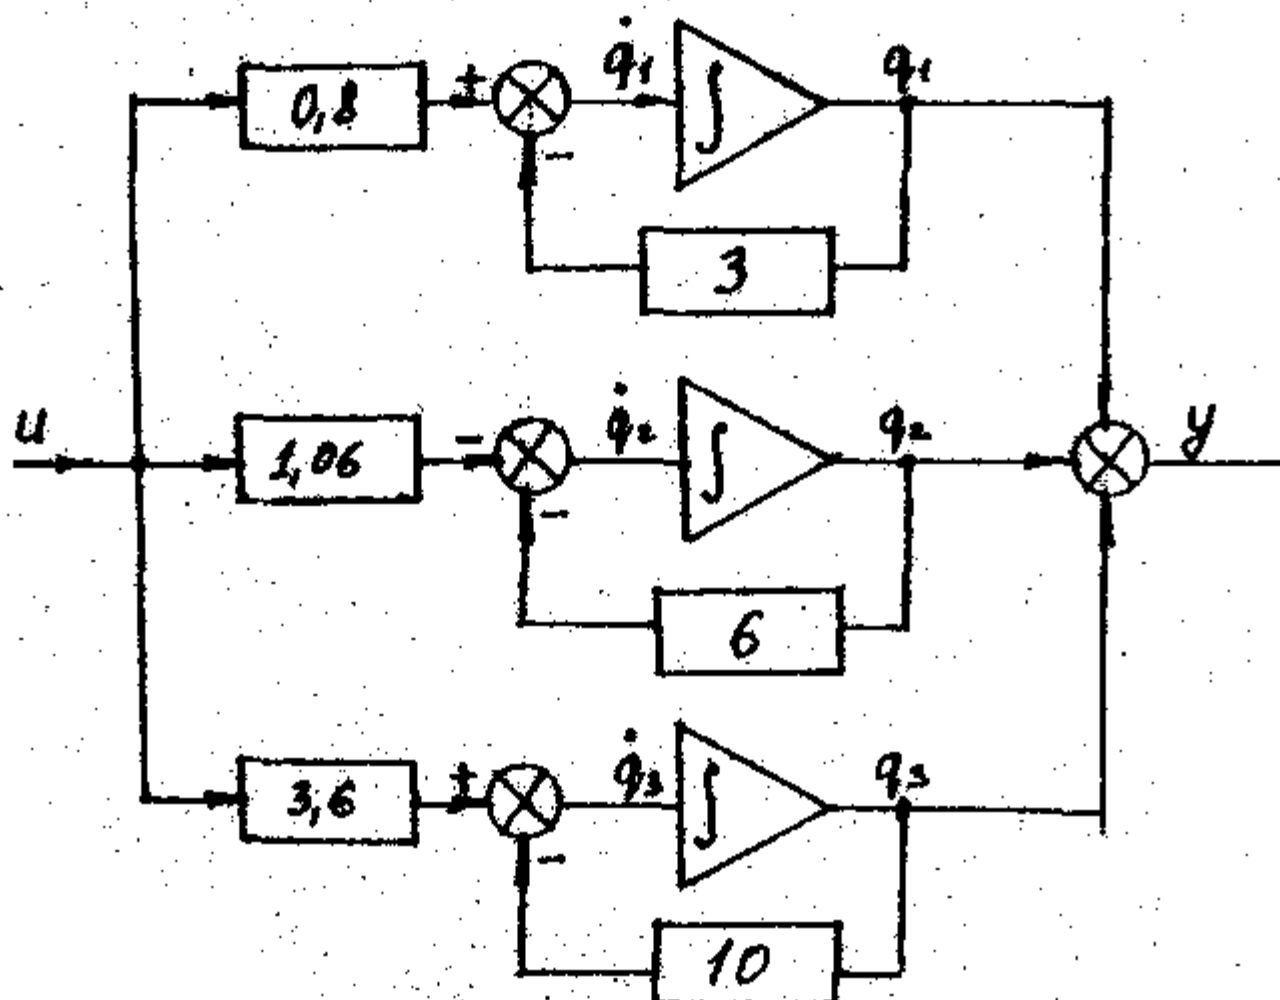 0,8 + q̇₁ ∫ q₁
−
3
u 1,06 − q̇₂ ∫ q₂ y
−
6
3,6 + q̇₃ ∫ q₃
−
10